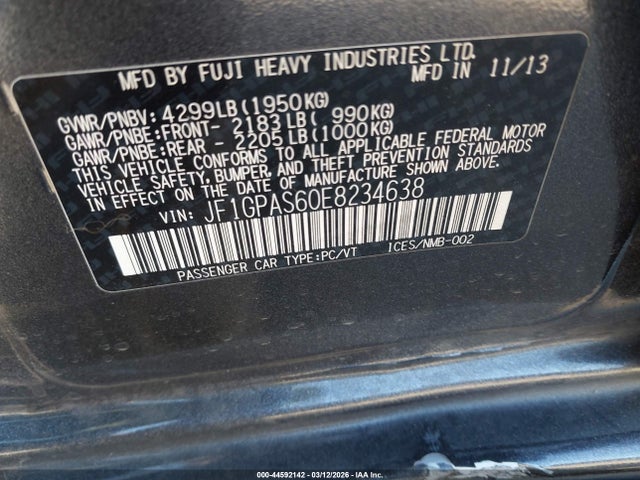 MFD BY FUJI HEAVY INDUSTRIES LTD.
MFD IN 11/13
GVWR/PNBV: 4299LB(1950KG)
GAWR/PNBE:FRONT- 2183LB( 990KG)
GAWR/PNBE:REAR - 2205LB(1000KG)
THIS VEHICLE CONFORMS TO ALL APPLICABLE FEDERAL MOTOR
VEHICLE SAFETY, BUMPER, AND THEFT PREVENTION STANDARDS
IN EFFECT ON THE DATE OF MANUFACTURE SHOWN ABOVE.
VIN: JF1GPAS60E8234638
PASSENGER CAR TYPE:PC/VT ICES/NMB-002
000-44592142 - 03/12/2026 - IAA Inc.